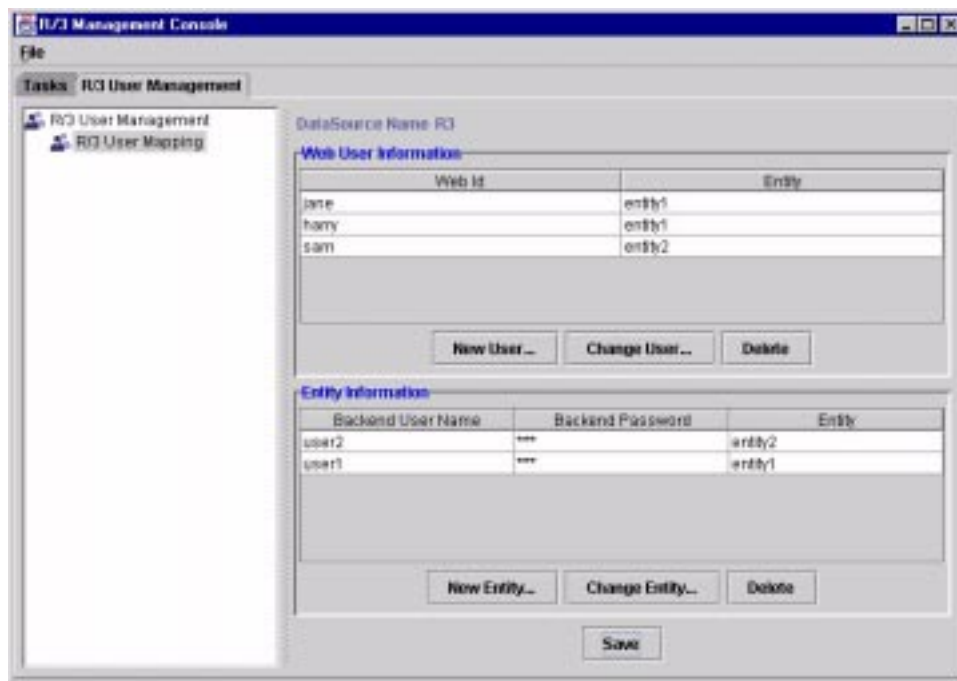 R/3 Management Console
File
Tasks R/3 User Management
R/3 User Management
R/3 User Mapping
DataSource Name R3
Web User Information
Web Id Entity
jane entity1
harry entity1
sam entity2
New User... Change User... Delete
Entity Information
Backend User Name Backend Password Entity
user2 *** entity2
user1 *** entity1
New Entity... Change Entity... Delete
Save